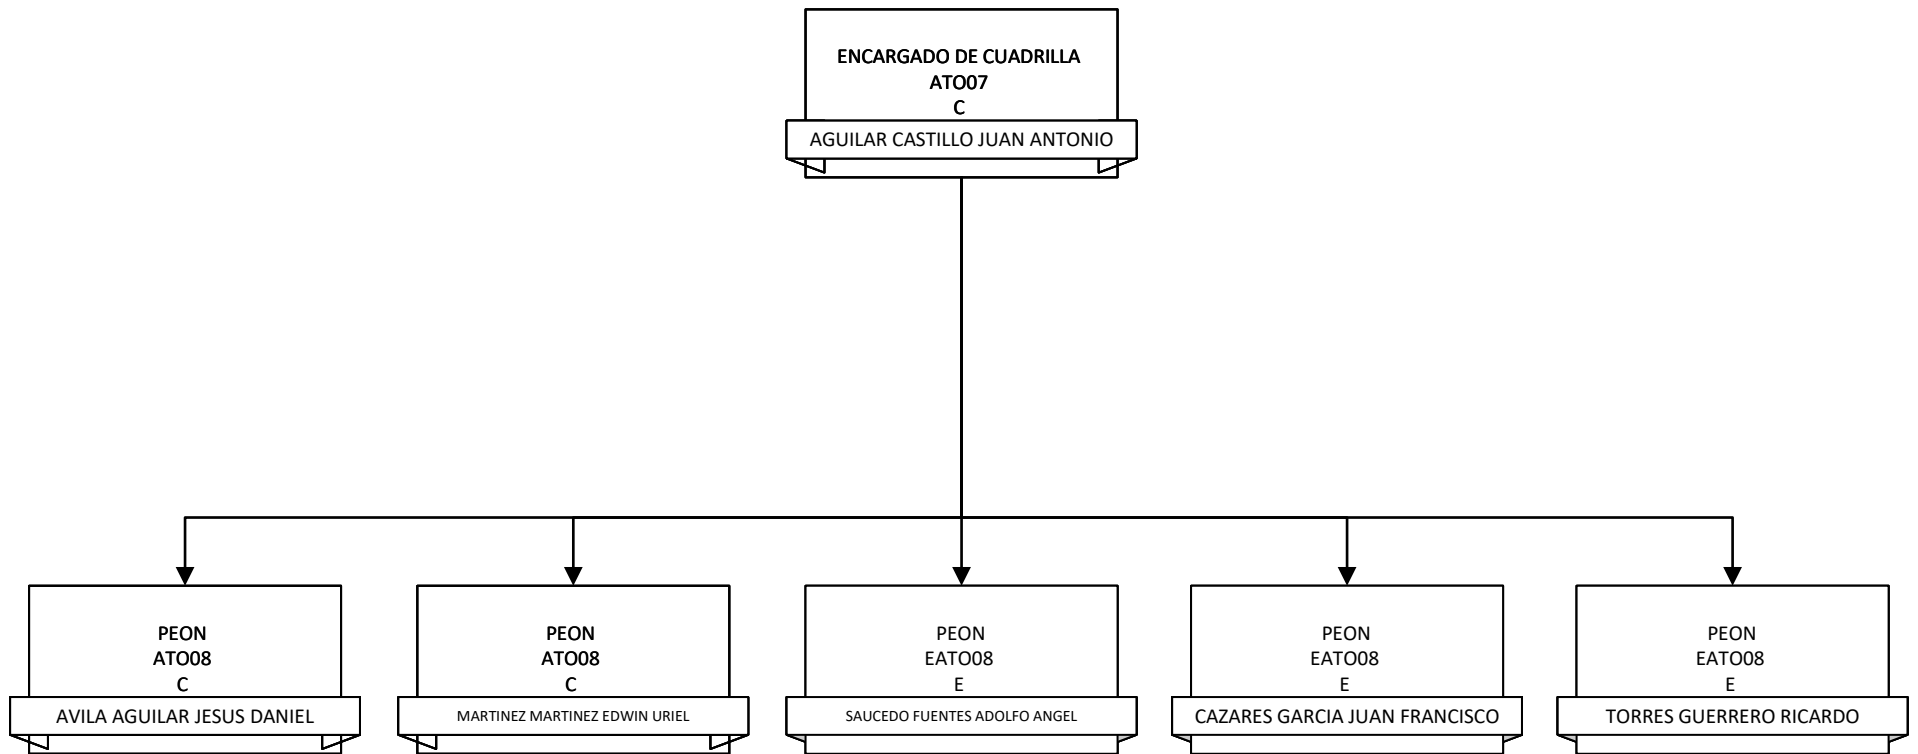 ENCARGADO DE CUADRILLA
ATO07
C
AGUILAR CASTILLO JUAN ANTONIO
PEON
ATO08
C
AVILA AGUILAR JESUS DANIEL
PEON
ATO08
C
MARTINEZ MARTINEZ EDWIN URIEL
PEON
EATO08
E
SAUCEDO FUENTES ADOLFO ANGEL
PEON
EATO08
E
CAZARES GARCIA JUAN FRANCISCO
PEON
EATO08
E
TORRES GUERRERO RICARDO